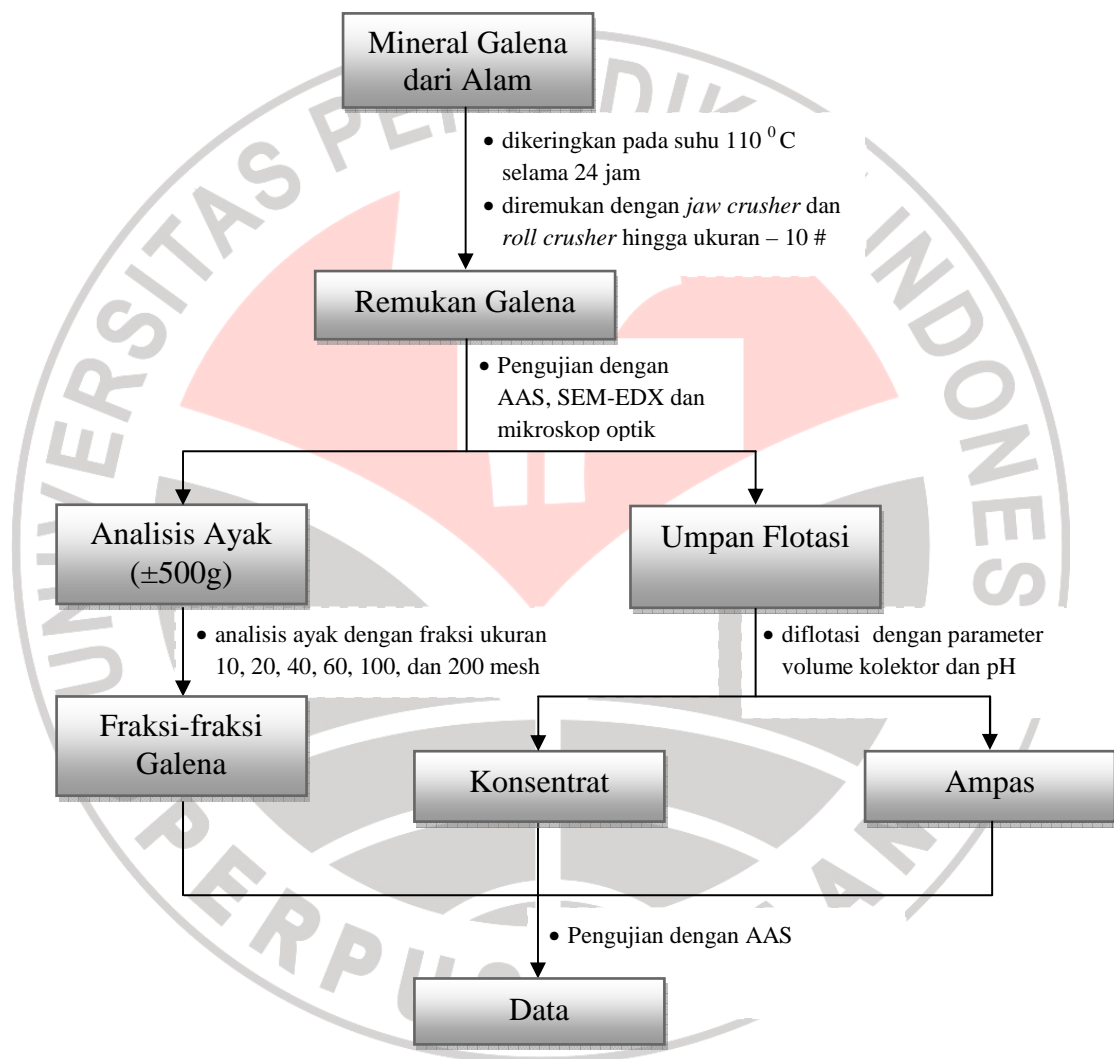 Mineral Galena
dari Alam
• dikeringkan pada suhu 110 ⁰ C
selama 24 jam
• diremukan dengan jaw crusher dan
roll crusher hingga ukuran – 10 #
Remukan Galena
• Pengujian dengan
AAS, SEM-EDX dan
mikroskop optik
Analisis Ayak
(±500g)
Umpan Flotasi
• analisis ayak dengan fraksi ukuran
10, 20, 40, 60, 100, dan 200 mesh
• diflotasi dengan parameter
volume kolektor dan pH
Fraksi-fraksi
Galena
Konsentrat
Ampas
• Pengujian dengan AAS
Data
UNIVERSITAS
INDONES